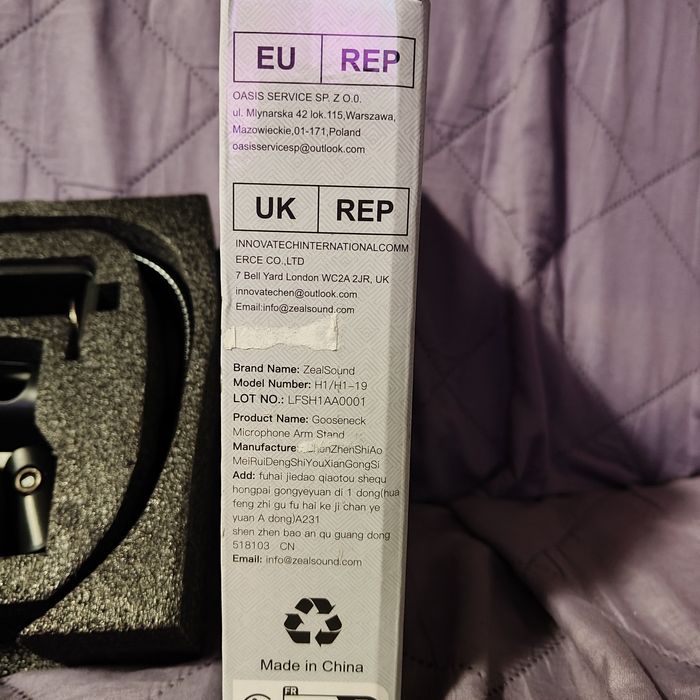 EU REP
OASIS SERVICE SP. Z O.O.
ul. Mlynarska 42 lok.115,Warszawa,
Mazowieckie,01-171,Poland
oasisservicesp@outlook.com
UK REP
INNOVATECHINTERNATIONALCOMM
ERCE CO.,LTD
7 Bell Yard London WC2A 2JR, UK
innovatechen@outlook.com
Email:info@zealsound.com
Brand Name: ZealSound
Model Number: H1/H1-19
LOT NO.: LFSH1AA0001
Product Name: Gooseneck
Microphone Arm Stand
Manufacture henZhenShiAo
MeiRuiDengShiYouXianGongSi
Add: fuhai jiedao qiaotou shequ
hongpai gongyeyuan di 1 dong(hua
feng zhi gu fu hai ke ji chan ye
yuan A dong)A231
shen zhen bao an qu guang dong
518103 CN
Email: info@zealsound.com
Made in China
FR